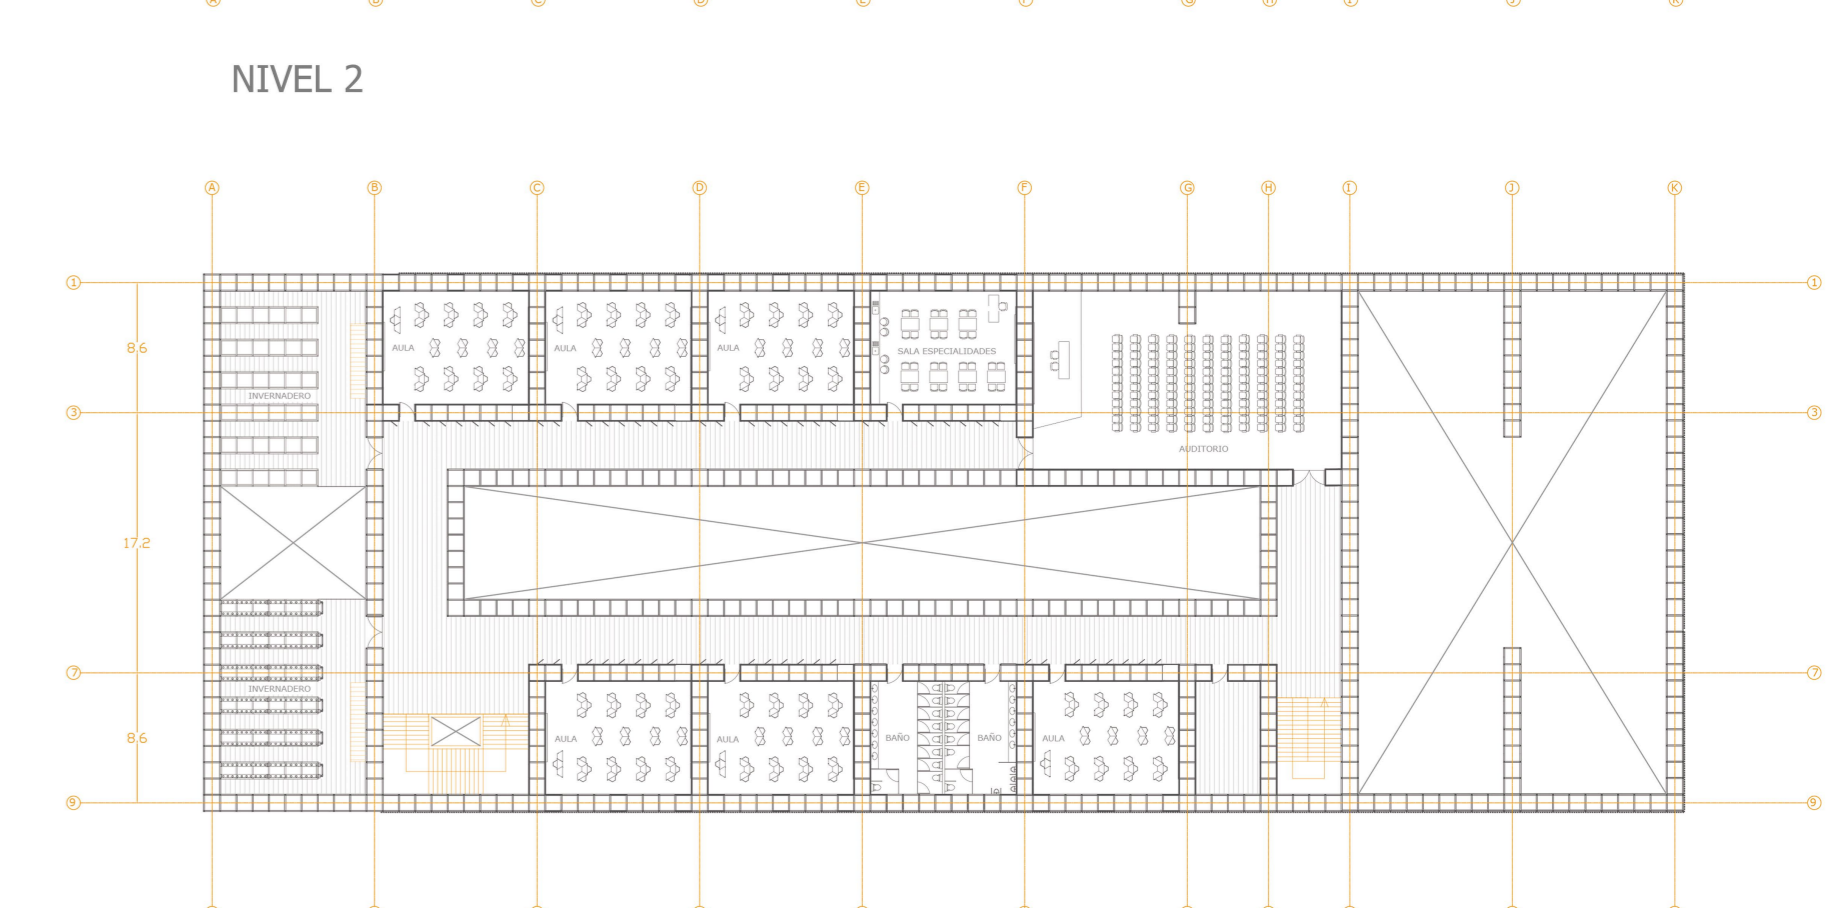 A B C D E F G H I J K
NIVEL 2
A B C D E F G H I J K
1 1
8.6
AULA AULA AULA SALA ESPECIALIDADES
INVERNADERO
3 3
AUDITORIO
17.2
7 7
INVERNADERO
8.6 AULA AULA BAÑO BAÑO AULA
9 9